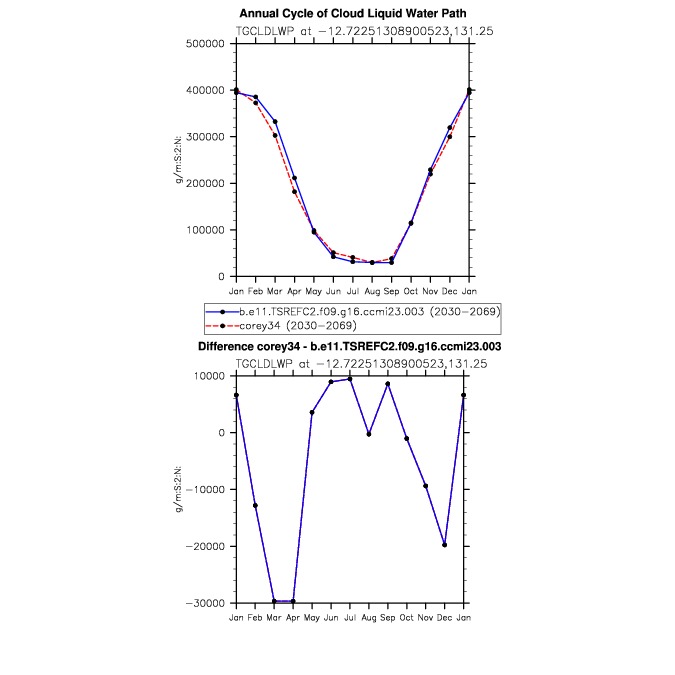 Annual Cycle of Cloud Liquid Water Path
TGCLDLWP at −12.72251308900523,131.25
500000
400000
300000
200000
100000
0
g/m:S:2:N:
Jan Feb Mar Apr May Jun Jul Aug Sep Oct Nov Dec Jan
b.e11.TSREFC2.f09.g16.ccmi23.003 (2030−2069)
corey34 (2030−2069)
Difference corey34 - b.e11.TSREFC2.f09.g16.ccmi23.003
TGCLDLWP at −12.72251308900523,131.25
10000
0
−10000
−20000
−30000
g/m:S:2:N:
Jan Feb Mar Apr May Jun Jul Aug Sep Oct Nov Dec Jan